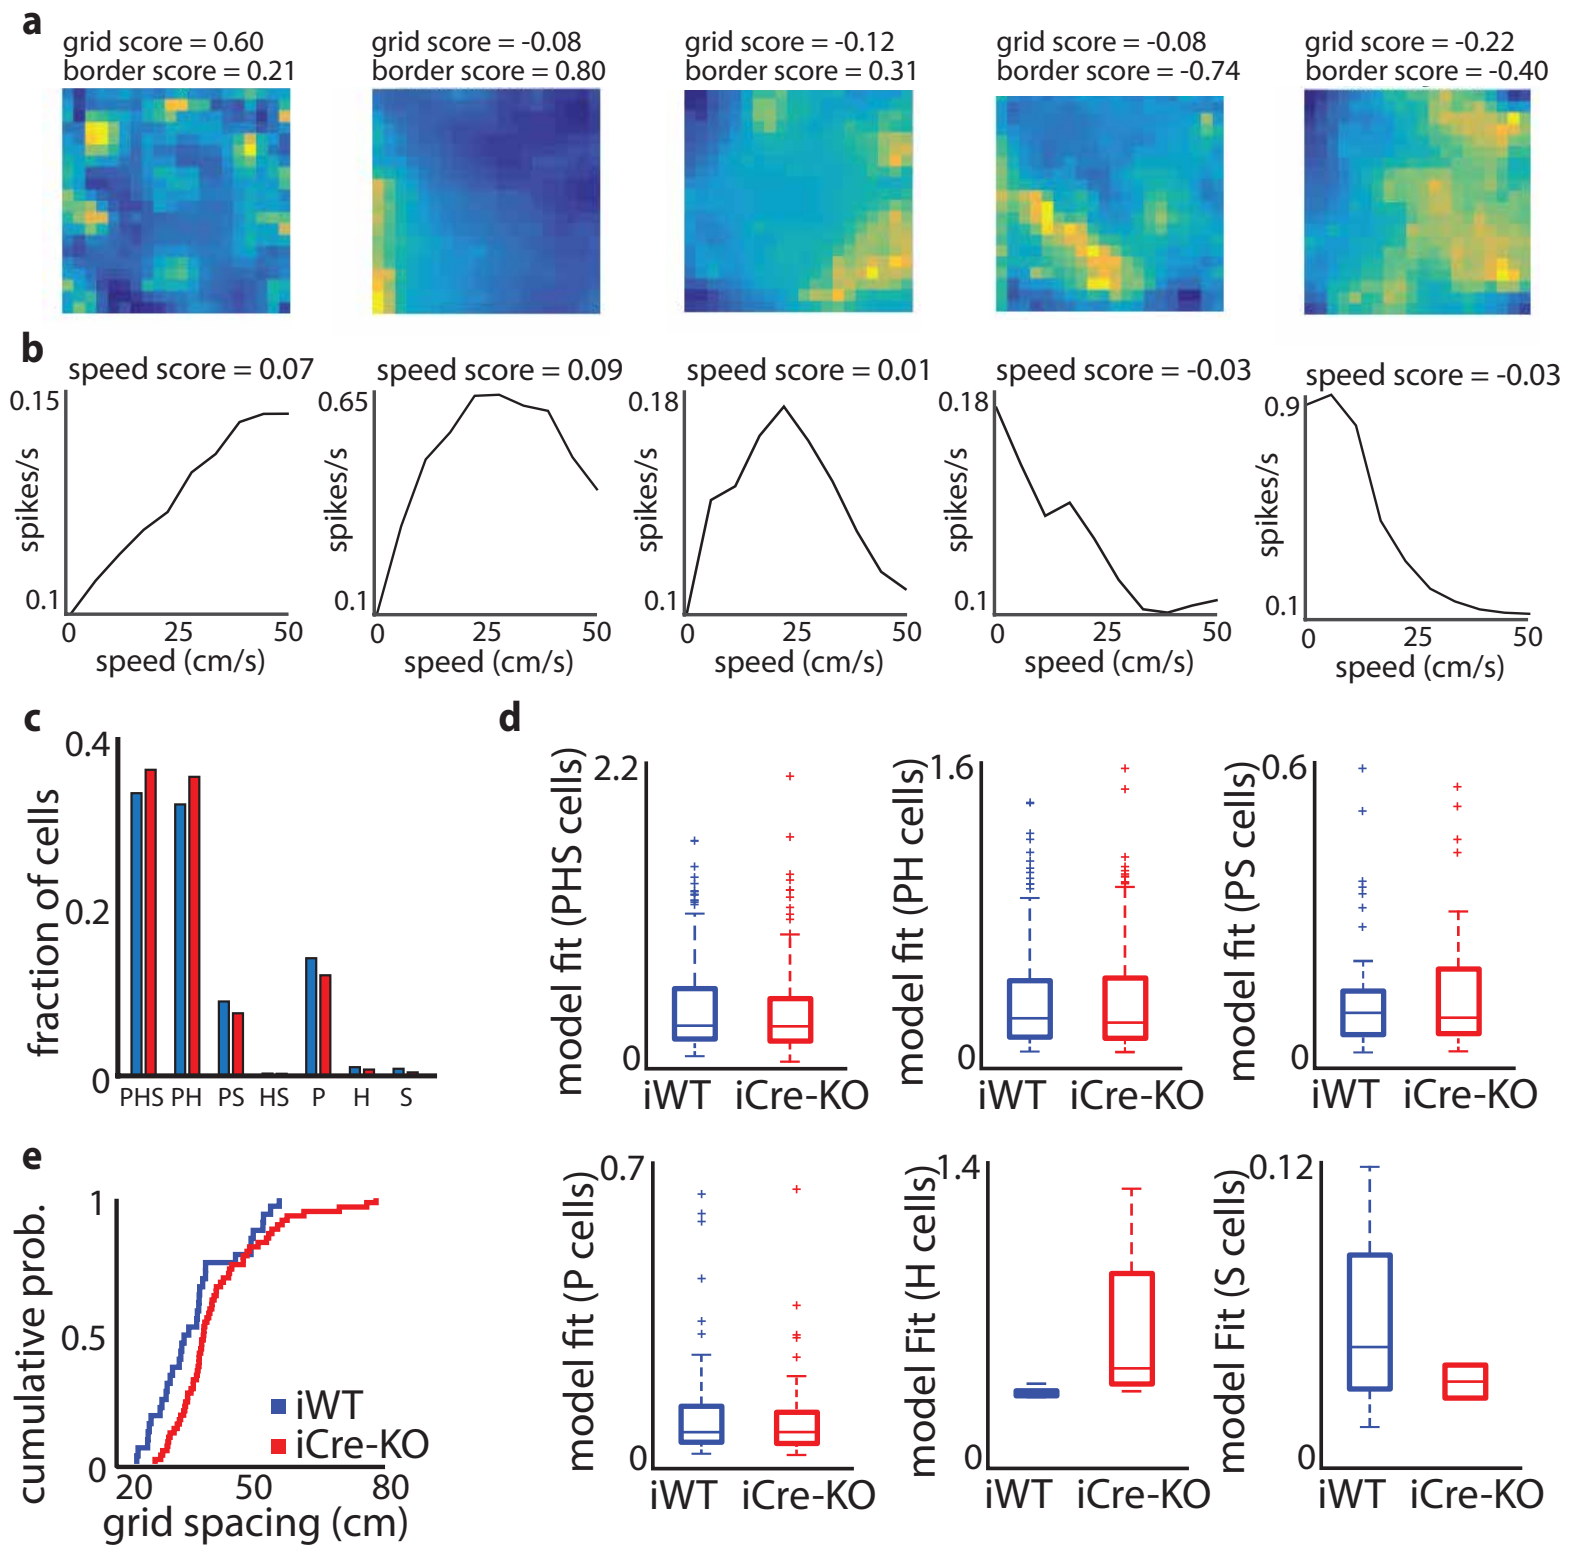 a
grid score = 0.60
border score = 0.21
grid score = -0.08
border score = 0.80
grid score = -0.12
border score = 0.31
grid score = -0.08
border score = -0.74
grid score = -0.22
border score = -0.40
b
speed score = 0.07
0.15
spikes/s
0.1
0 25 50
speed (cm/s)
speed score = 0.09
0.65
spikes/s
0.1
0 25 50
speed (cm/s)
speed score = 0.01
0.18
spikes/s
0.1
0 25 50
speed (cm/s)
speed score = -0.03
0.18
spikes/s
0.1
0 25 50
speed (cm/s)
speed score = -0.03
0.9
spikes/s
0.1
0 25 50
speed (cm/s)
c
0.4
fraction of cells
0.2
0
PHS PH PS HS P H S
d
2.2
model fit (PHS cells)
0
iWT iCre-KO
1.6
model fit (PH cells)
0
iWT iCre-KO
0.6
model fit (PS cells)
0
iWT iCre-KO
0.7
model fit (P cells)
0
iWT iCre-KO
1.4
model Fit (H cells)
0
iWT iCre-KO
0.12
model Fit (S cells)
0
iWT iCre-KO
e
1
cumulative prob.
0.5
iWT
iCre-KO
0
20 50 80
grid spacing (cm)